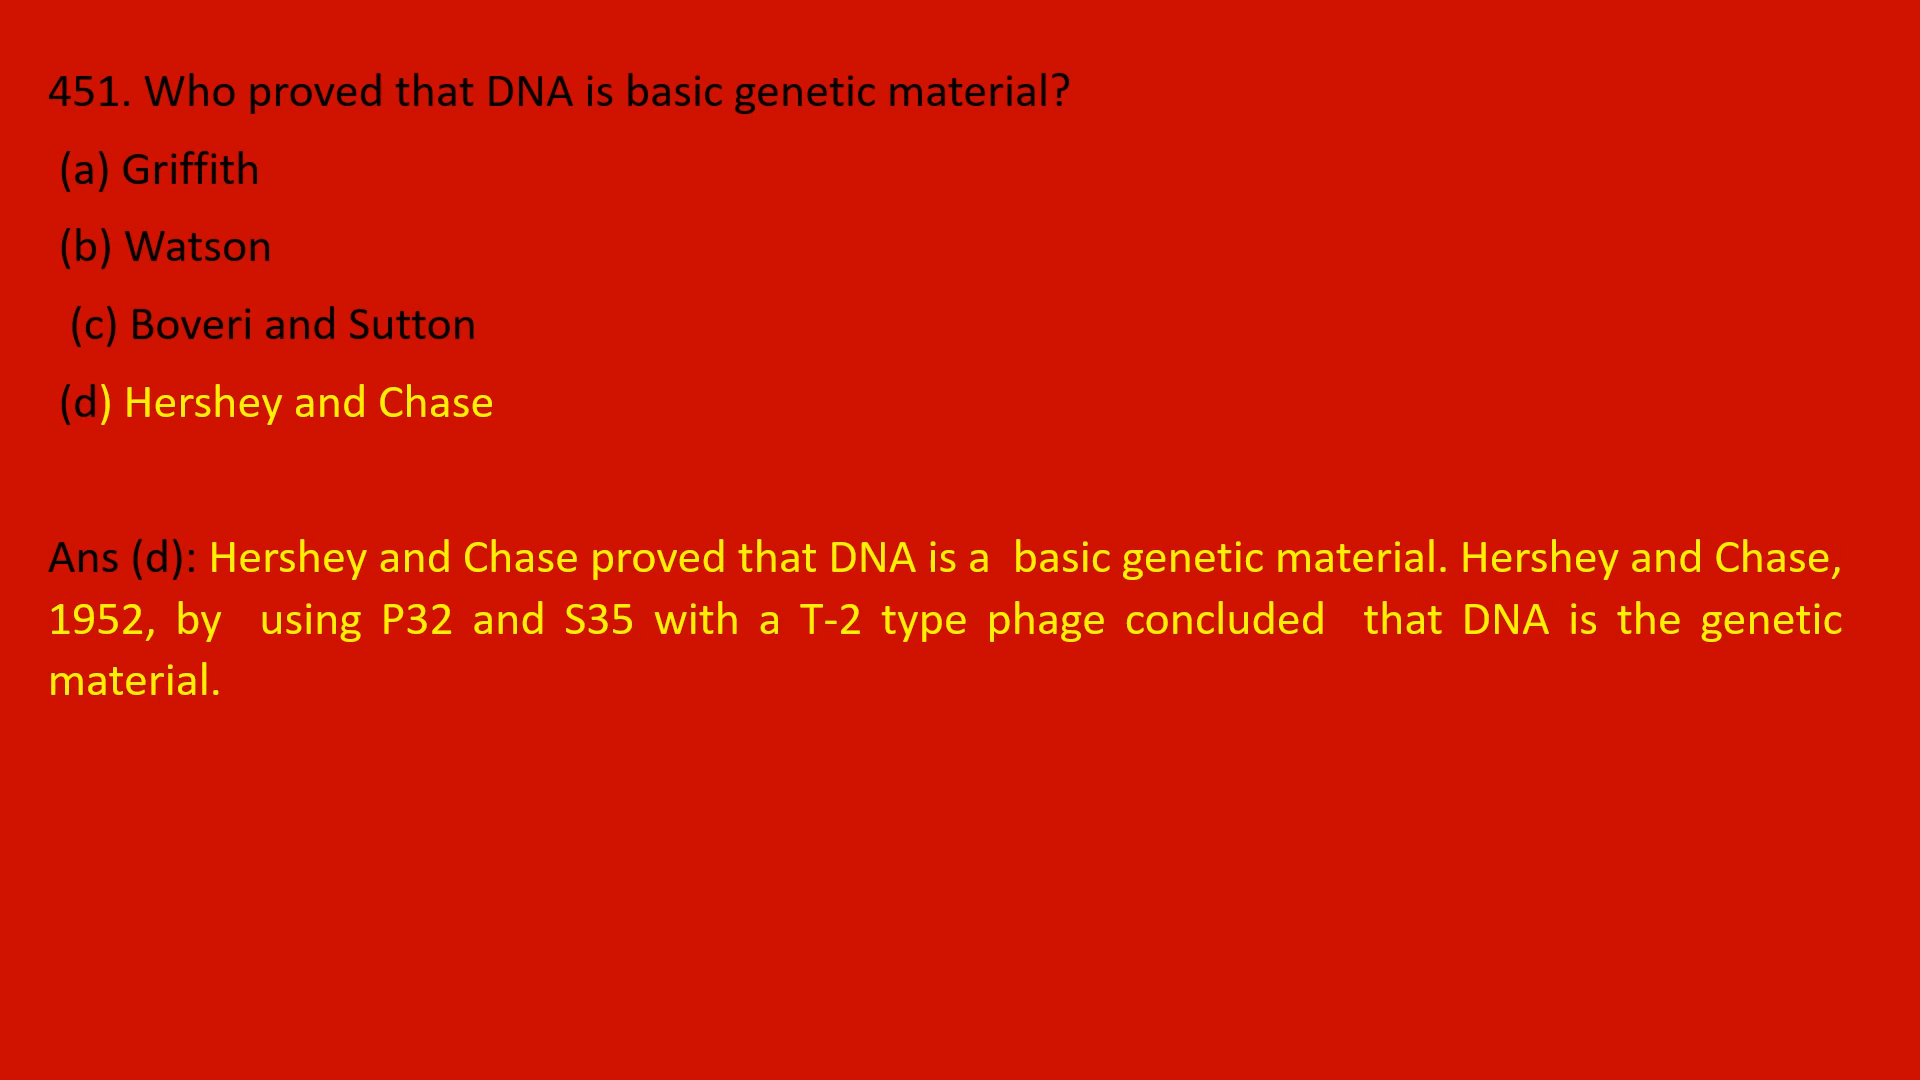 451. Who proved that DNA is basic genetic material?
(a) Griffith
(b) Watson
(c) Boveri and Sutton
(d) Hershey and Chase
Ans (d): Hershey and Chase proved that DNA is a basic genetic material. Hershey and Chase,
1952, by using P32 and S35 with a T-2 type phage concluded that DNA is the genetic
material.